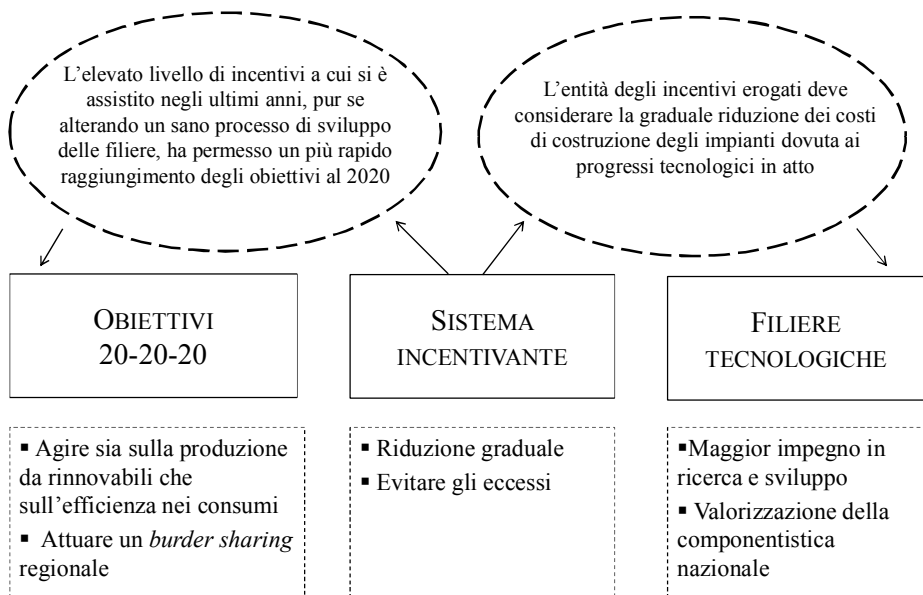 L’elevato livello di incentivi a cui si è
assistito negli ultimi anni, pur se
alterando un sano processo di sviluppo
delle filiere, ha permesso un più rapido
raggiungimento degli obiettivi al 2020
L’entità degli incentivi erogati deve
considerare la graduale riduzione dei costi
di costruzione degli impianti dovuta ai
progressi tecnologici in atto
OBIETTIVI
20-20-20
SISTEMA
INCENTIVANTE
FILIERE
TECNOLOGICHE
▪ Agire sia sulla produzione
da rinnovabili che
sull’efficienza nei consumi
▪ Attuare un burder sharing
regionale
▪ Riduzione graduale
▪ Evitare gli eccessi
▪Maggior impegno in
ricerca e sviluppo
▪ Valorizzazione della
componentistica
nazionale